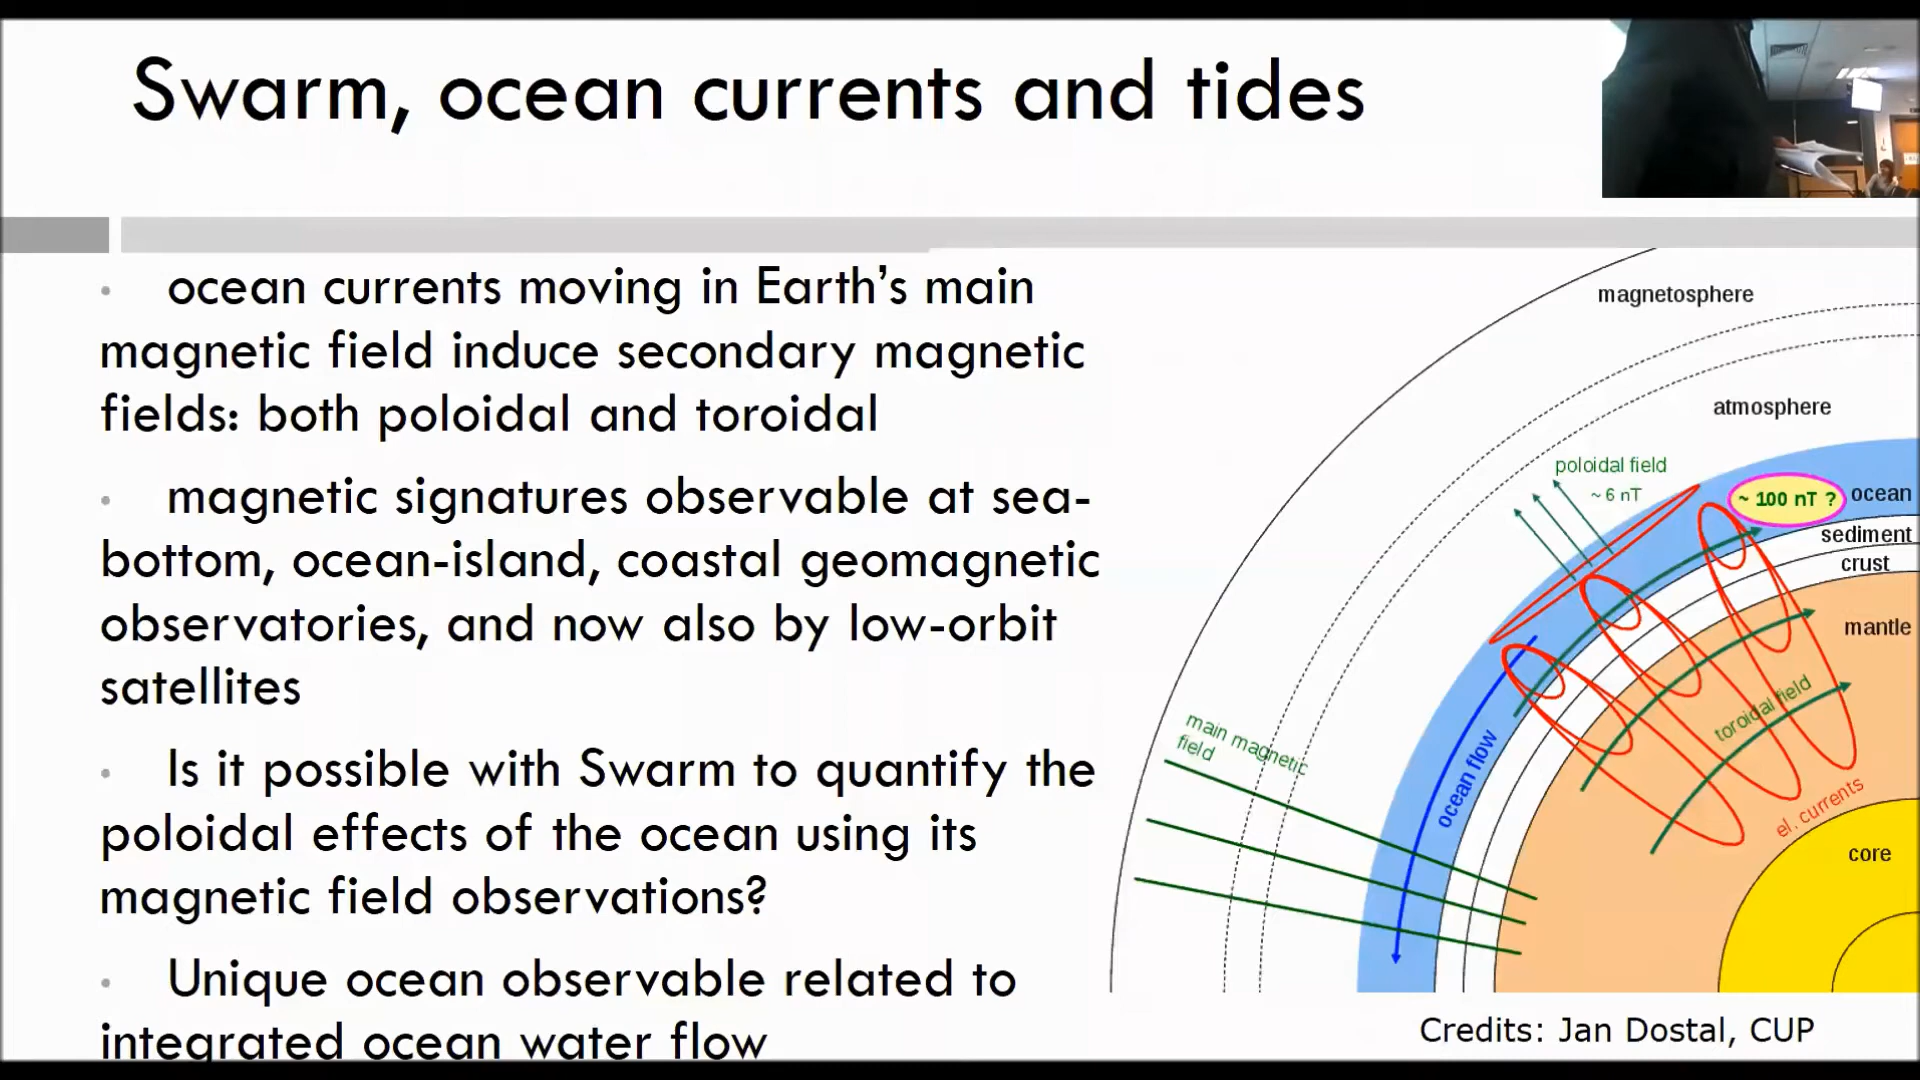 Swarm, ocean currents and tides
• ocean currents moving in Earth’s main
magnetic field induce secondary magnetic
fields: both poloidal and toroidal
• magnetic signatures observable at sea-
bottom, ocean-island, coastal geomagnetic
observatories, and now also by low-orbit
satellites
• Is it possible with Swarm to quantify the
poloidal effects of the ocean using its
magnetic field observations?
• Unique ocean observable related to
integrated ocean water flow
magnetosphere
atmosphere
poloidal field
~ 6 nT
~ 100 nT ?
ocean
sediment
crust
mantle
toroidal field
main magnetic
field
ocean flow
el. currents
core
Credits: Jan Dostal, CUP